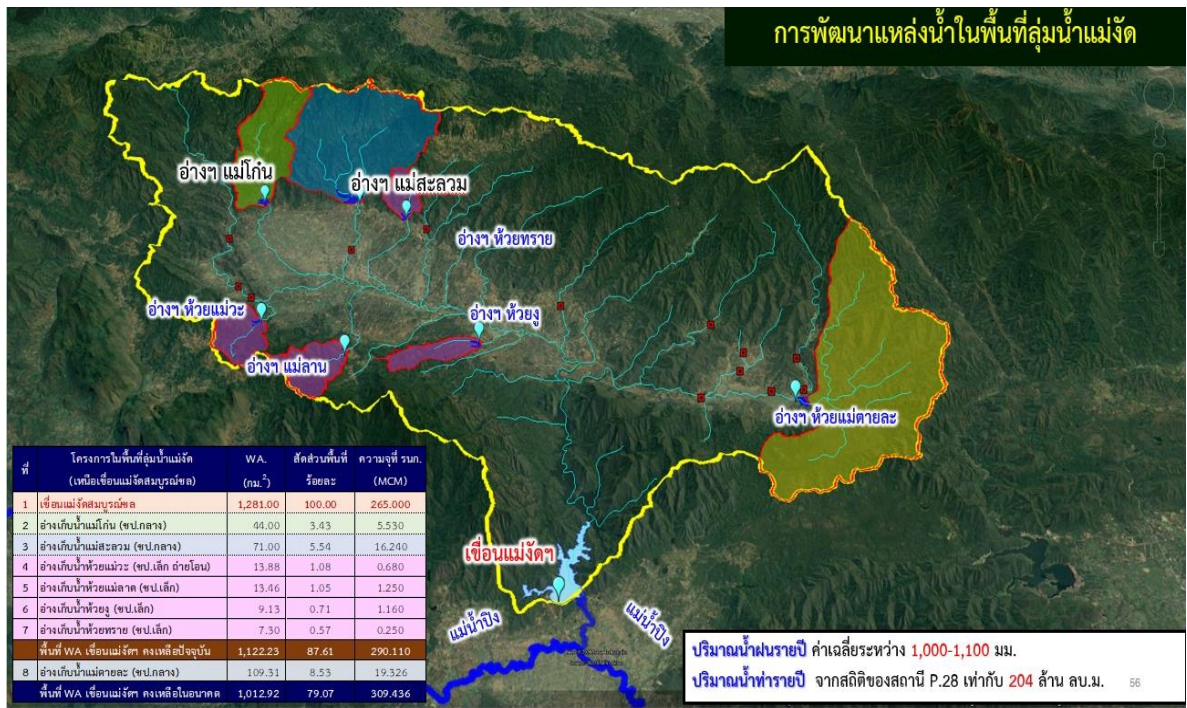 การพัฒนาแหล่งน้ำในพื้นที่ลุ่มน้ำแม่งัด
อ่างฯ แม่โก๋น
อ่างฯ แม่สะลวม
อ่างฯ ห้วยทราย
อ่างฯ ห้วยแม่วะ
อ่างฯ ห้วยงู
อ่างฯ แม่ลาน
อ่างฯ ห้วยแม่ตายละ
ที่ โครงการในพื้นที่ลุ่มน้ำแม่งัด (เหนือเขื่อนแม่งัดสมบูรณ์ชล) WA. (กม.²) สัดส่วนพื้นที่ ร้อยละ ความจุที่ รนก. (MCM)
1 เขื่อนแม่งัดสมบูรณ์ชล 1,281.00 100.00 265.000
2 อ่างเก็บน้ำแม่โก๋น (ชป.กลาง) 44.00 3.43 5.530
3 อ่างเก็บน้ำแม่สะลวม (ชป.กลาง) 71.00 5.54 16.240
4 อ่างเก็บน้ำห้วยแม่วะ (ชป.เล็ก ถ่ายโอน) 13.88 1.08 0.680
5 อ่างเก็บน้ำห้วยแม่ลาด (ชป.เล็ก) 13.46 1.05 1.250
6 อ่างเก็บน้ำห้วยงู (ชป.เล็ก) 9.13 0.71 1.160
7 อ่างเก็บน้ำห้วยทราย (ชป.เล็ก) 7.30 0.57 0.250
พื้นที่ WA เขื่อนแม่งัดฯ คงเหลือปัจจุบัน 1,122.23 87.61 290.110
8 อ่างเก็บน้ำแม่ตายละ (ชป.กลาง) 109.31 8.53 19.326
พื้นที่ WA เขื่อนแม่งัดฯ คงเหลือในอนาคต 1,012.92 79.07 309.436
เขื่อนแม่งัดฯ
แม่น้ำปิง
แม่น้ำปิง
ปริมาณน้ำฝนรายปี ค่าเฉลี่ยระหว่าง 1,000-1,100 มม.
ปริมาณน้ำท่ารายปี จากสถิติของสถานี P.28 เท่ากับ 204 ล้าน ลบ.ม.
56